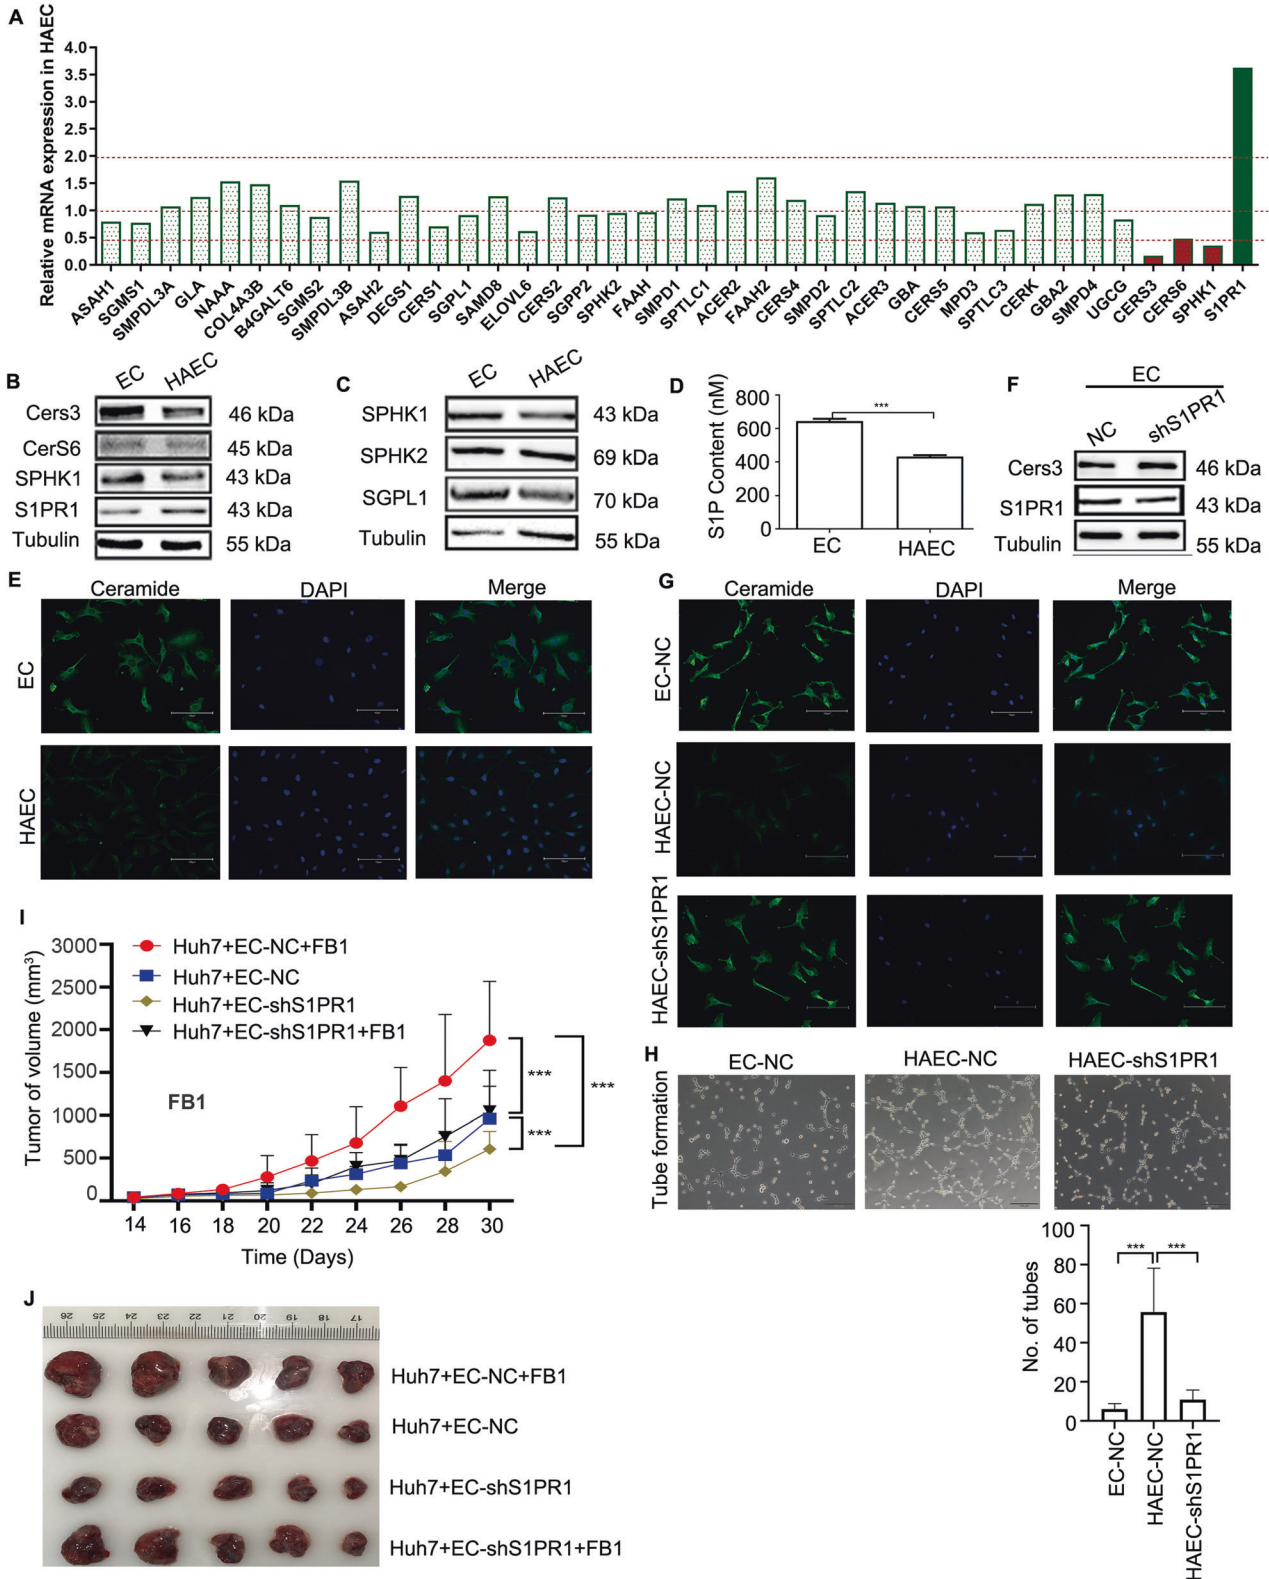 A
Relative mRNA expression in HAEC
4.0
3.5
3.0
2.5
2.0
1.5
1.0
0.5
0.0
ASAH1
SGMS1
SMPDL3A
GLA
NAAA
COL4A3B
B4GALT6
SGMS2
SMPDL3B
ASAH2
DEGS1
CERS1
SGPL1
SAMD8
ELOVL6
CERS2
SGPP2
SPHK2
FAAH
SMPD1
SPTLC1
ACER2
FAAH2
CERS4
SMPD2
SPTLC2
ACER3
GBA
CERS5
MPD3
SPTLC3
CERK
GBA2
SMPD4
UGCG
CERS3
CERS6
SPHK1
S1PR1
B
EC HAEC
Cers3 46 kDa
CerS6 45 kDa
SPHK1 43 kDa
S1PR1 43 kDa
Tubulin 55 kDa
C
EC HAEC
SPHK1 43 kDa
SPHK2 69 kDa
SGPL1 70 kDa
Tubulin 55 kDa
D
S1P Content (nM)
800
600
400
200
0
***
EC HAEC
F
EC
NC shS1PR1
Cers3 46 kDa
S1PR1 43 kDa
Tubulin 55 kDa
E
Ceramide DAPI Merge
EC
HAEC
G
Ceramide DAPI Merge
EC-NC
HAEC-NC
HAEC-shS1PR1
I
Tumor of volume (mm³)
3000
2500
2000
1500
1000
500
0
Huh7+EC-NC+FB1
Huh7+EC-NC
Huh7+EC-shS1PR1
Huh7+EC-shS1PR1+FB1
FB1
***
***
***
14 16 18 20 22 24 26 28 30
Time (Days)
H
EC-NC HAEC-NC HAEC-shS1PR1
Tube formation
No. of tubes
100
80
60
40
20
0
*** ***
EC-NC
HAEC-NC
HAEC-shS1PR1
J
26 25 24 23 22 21 20 19 18 17
Huh7+EC-NC+FB1
Huh7+EC-NC
Huh7+EC-shS1PR1
Huh7+EC-shS1PR1+FB1